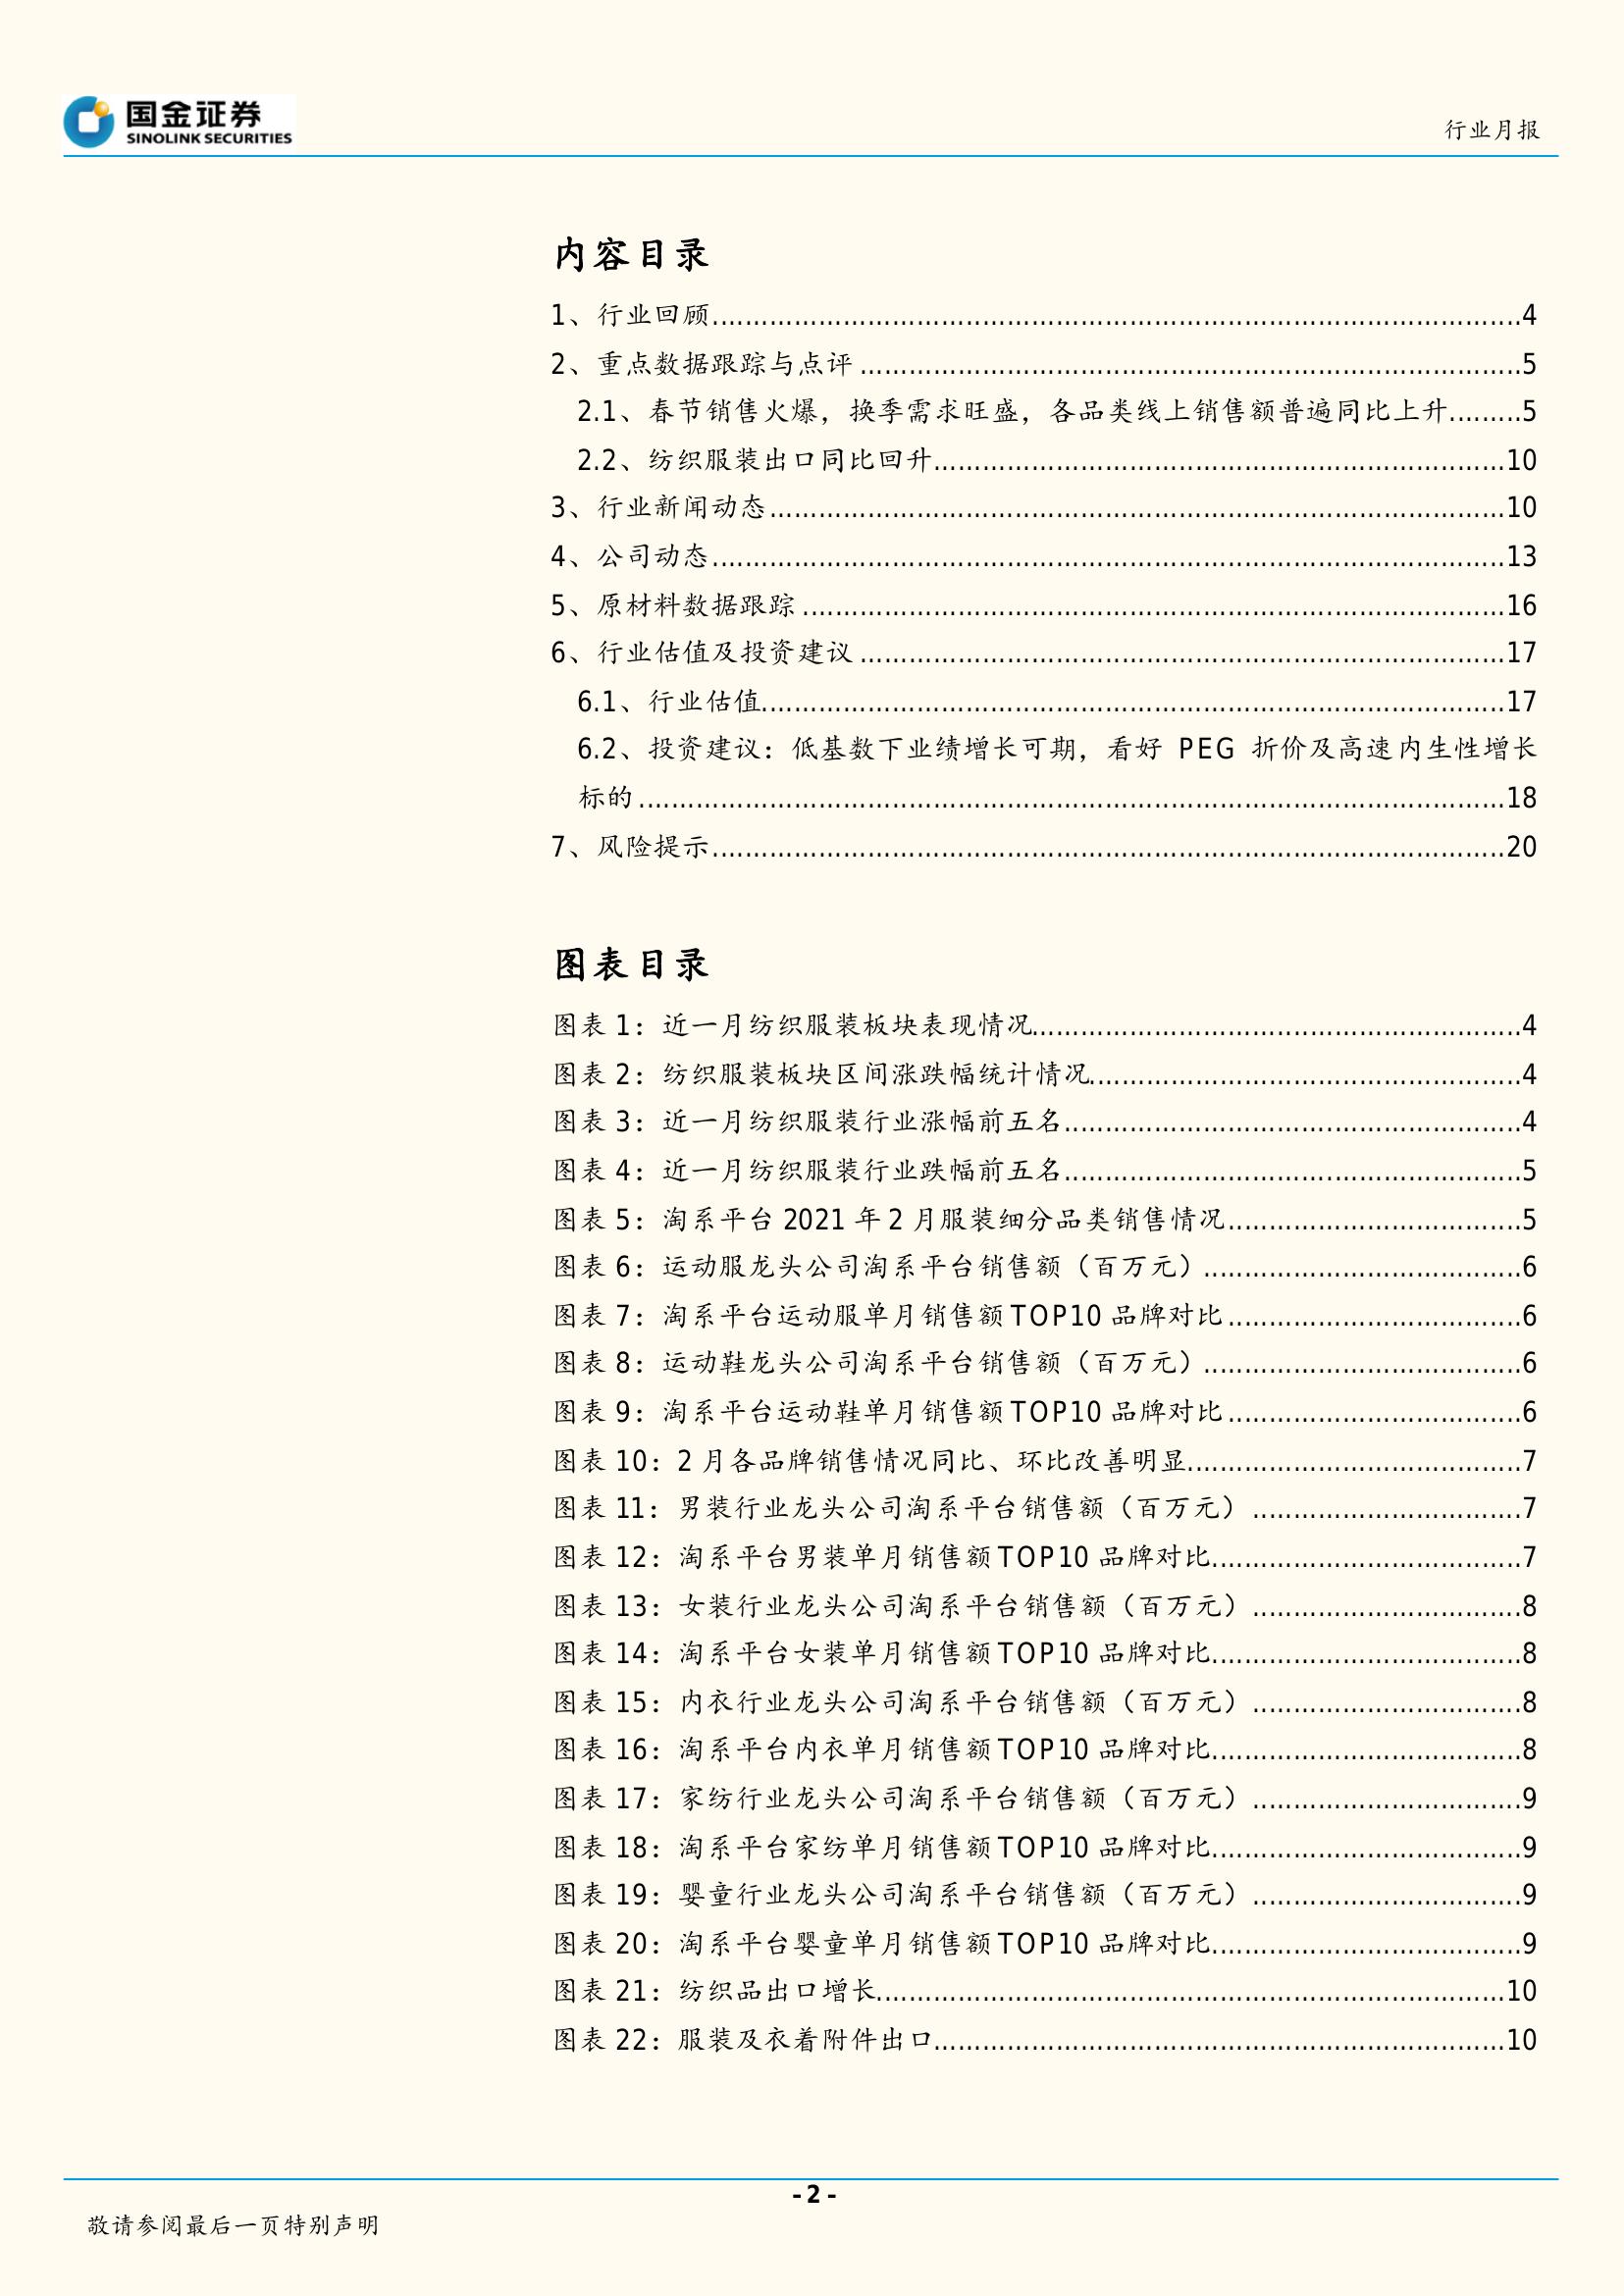 国金证券
SINOLINK SECURITIES
行业月报
内容目录
1、行业回顾................................................................................................4
2、重点数据跟踪与点评................................................................................5
2.1、春节销售火爆，换季需求旺盛，各品类线上销售额普遍同比上升.........5
2.2、纺织服装出口同比回升.....................................................................10
3、行业新闻动态.........................................................................................10
4、公司动态................................................................................................13
5、原材料数据跟踪.....................................................................................16
6、行业估值及投资建议..............................................................................17
6.1、行业估值..........................................................................................17
6.2、投资建议：低基数下业绩增长可期，看好 PEG 折价及高速内生性增长
标的.........................................................................................................18
7、风险提示................................................................................................20
图表目录
图表 1：近一月纺织服装板块表现情况...........................................................4
图表 2：纺织服装板块区间涨跌幅统计情况....................................................4
图表 3：近一月纺织服装行业涨幅前五名.......................................................4
图表 4：近一月纺织服装行业跌幅前五名.......................................................5
图表 5：淘系平台 2021 年 2 月服装细分品类销售情况...................................5
图表 6：运动服龙头公司淘系平台销售额（百万元）......................................6
图表 7：淘系平台运动服单月销售额 TOP10 品牌对比...................................6
图表 8：运动鞋龙头公司淘系平台销售额（百万元）......................................6
图表 9：淘系平台运动鞋单月销售额 TOP10 品牌对比...................................6
图表 10：2 月各品牌销售情况同比、环比改善明显........................................7
图表 11：男装行业龙头公司淘系平台销售额（百万元）................................7
图表 12：淘系平台男装单月销售额 TOP10 品牌对比.....................................7
图表 13：女装行业龙头公司淘系平台销售额（百万元）................................8
图表 14：淘系平台女装单月销售额 TOP10 品牌对比.....................................8
图表 15：内衣行业龙头公司淘系平台销售额（百万元）................................8
图表 16：淘系平台内衣单月销售额 TOP10 品牌对比.....................................8
图表 17：家纺行业龙头公司淘系平台销售额（百万元）................................9
图表 18：淘系平台家纺单月销售额 TOP10 品牌对比.....................................9
图表 19：婴童行业龙头公司淘系平台销售额（百万元）................................9
图表 20：淘系平台婴童单月销售额 TOP10 品牌对比.....................................9
图表 21：纺织品出口增长............................................................................10
图表 22：服装及衣着附件出口.....................................................................10
- 2 -
敬请参阅最后一页特别声明